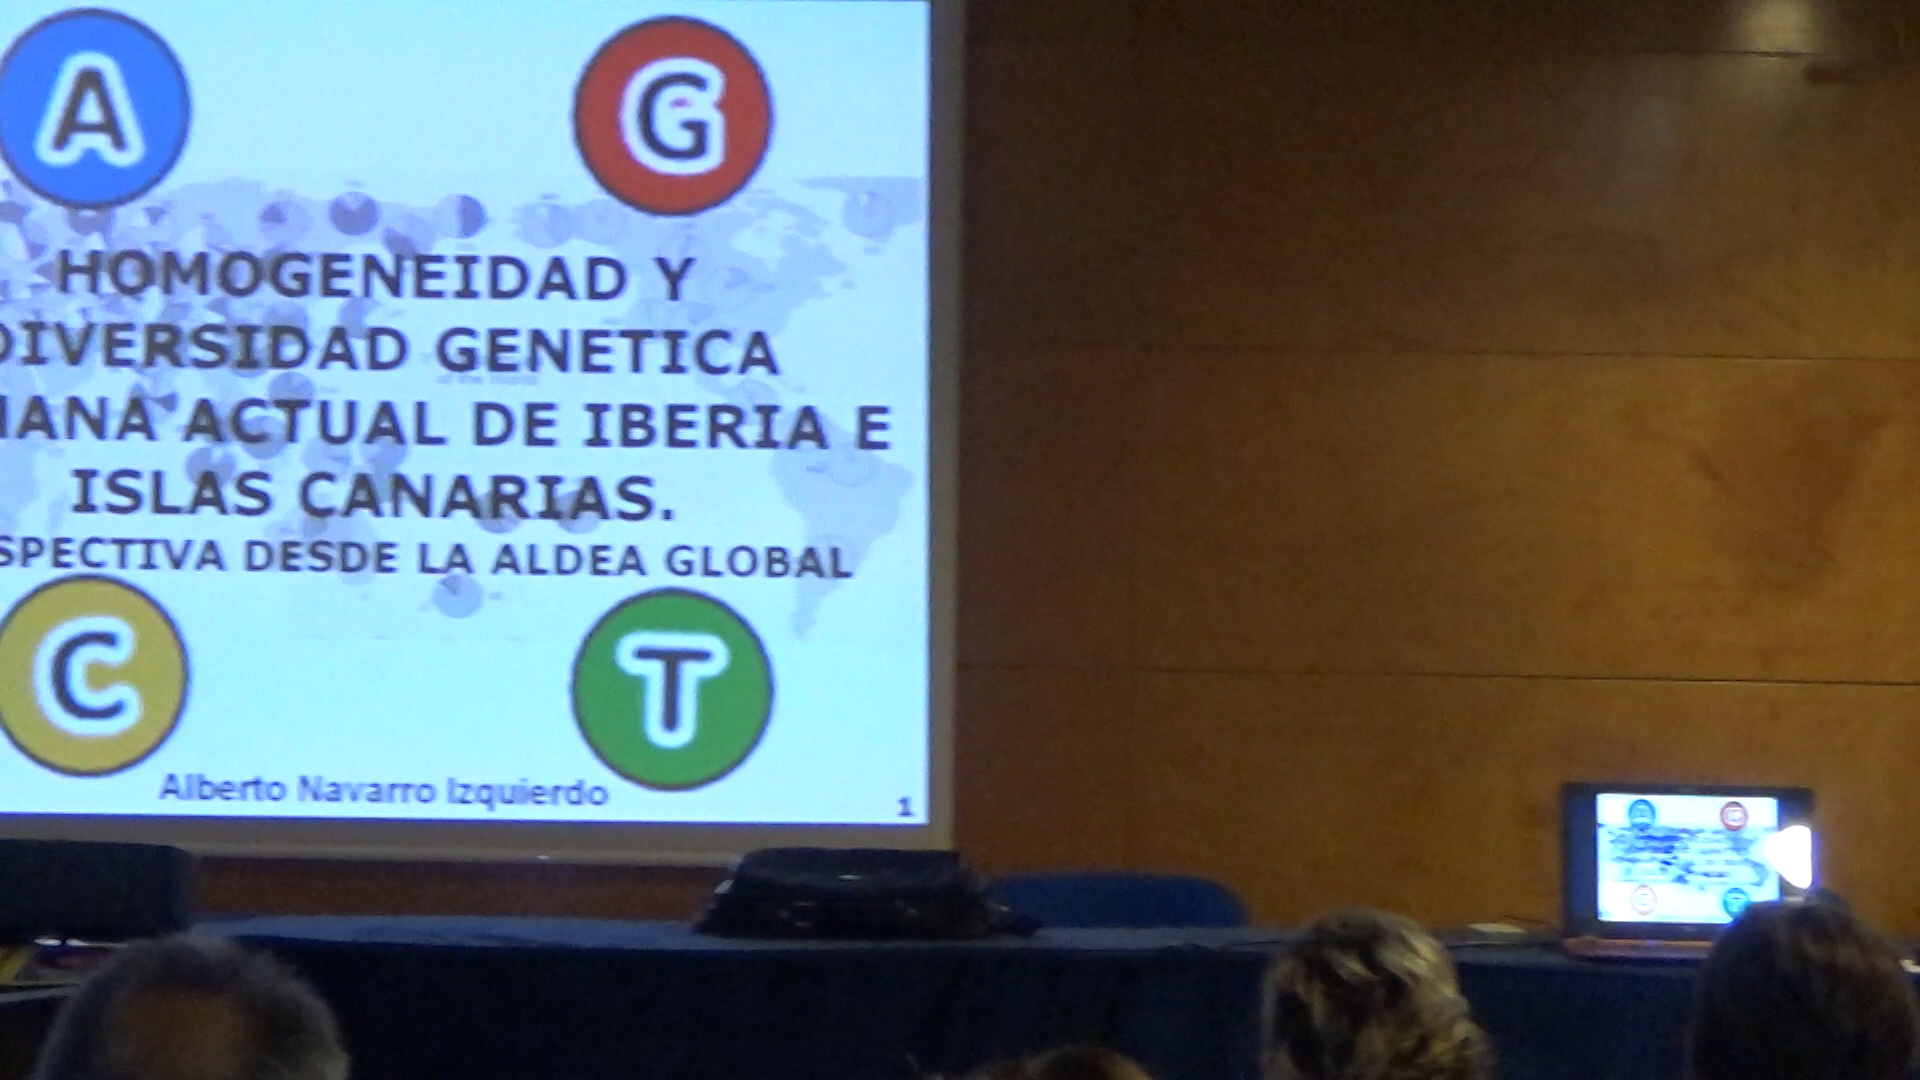 A G
HOMOGENEIDAD Y
DIVERSIDAD GENETICA
MANA ACTUAL DE IBERIA E
ISLAS CANARIAS.
SPECTIVA DESDE LA ALDEA GLOBAL
C T
Alberto Navarro Izquierdo
1